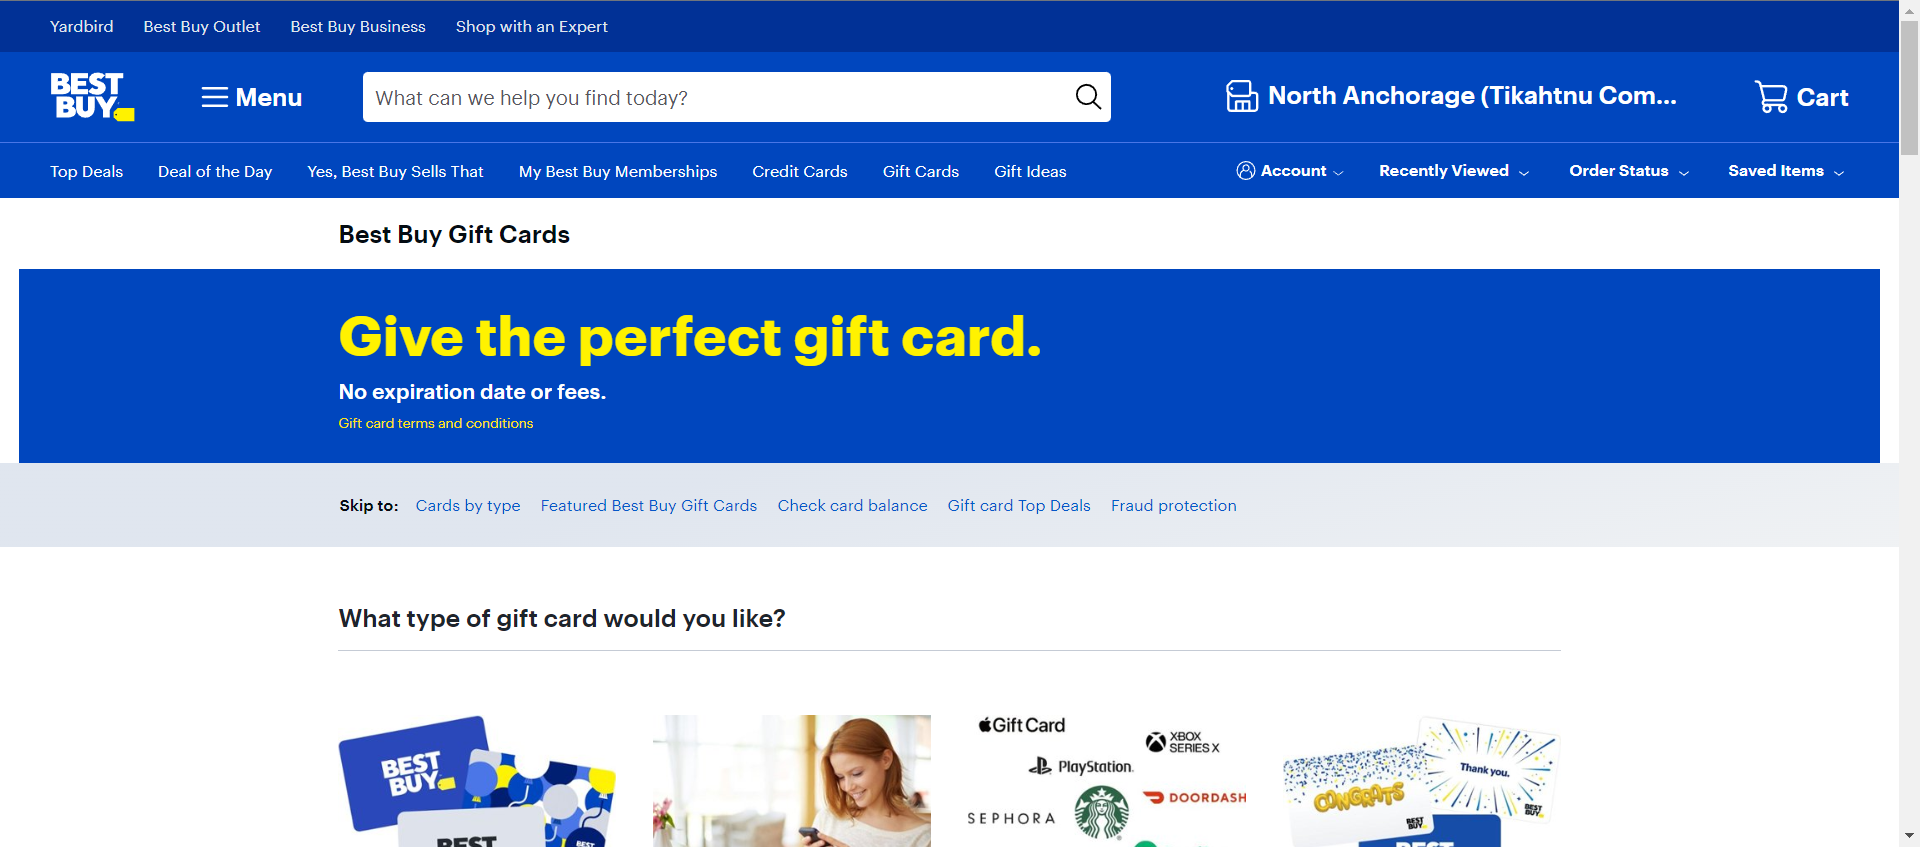 Yardbird Best Buy Outlet Best Buy Business Shop with an Expert
BEST
BUY
Menu
What can we help you find today?
North Anchorage (Tikahtnu Com...
Cart
Top Deals Deal of the Day Yes, Best Buy Sells That My Best Buy Memberships Credit Cards Gift Cards Gift Ideas
Account Recently Viewed Order Status Saved Items
Best Buy Gift Cards
Give the perfect gift card.
No expiration date or fees.
Gift card terms and conditions
Skip to: Cards by type Featured Best Buy Gift Cards Check card balance Gift card Top Deals Fraud protection
What type of gift card would you like?
BEST
BUY
BEST
BEST
Gift Card
XBOX
SERIES X
PlayStation.
DOORDASH
SEPHORA
Thank you.
CONGRATS
BEST
BUY
BEST
BUY
BEST